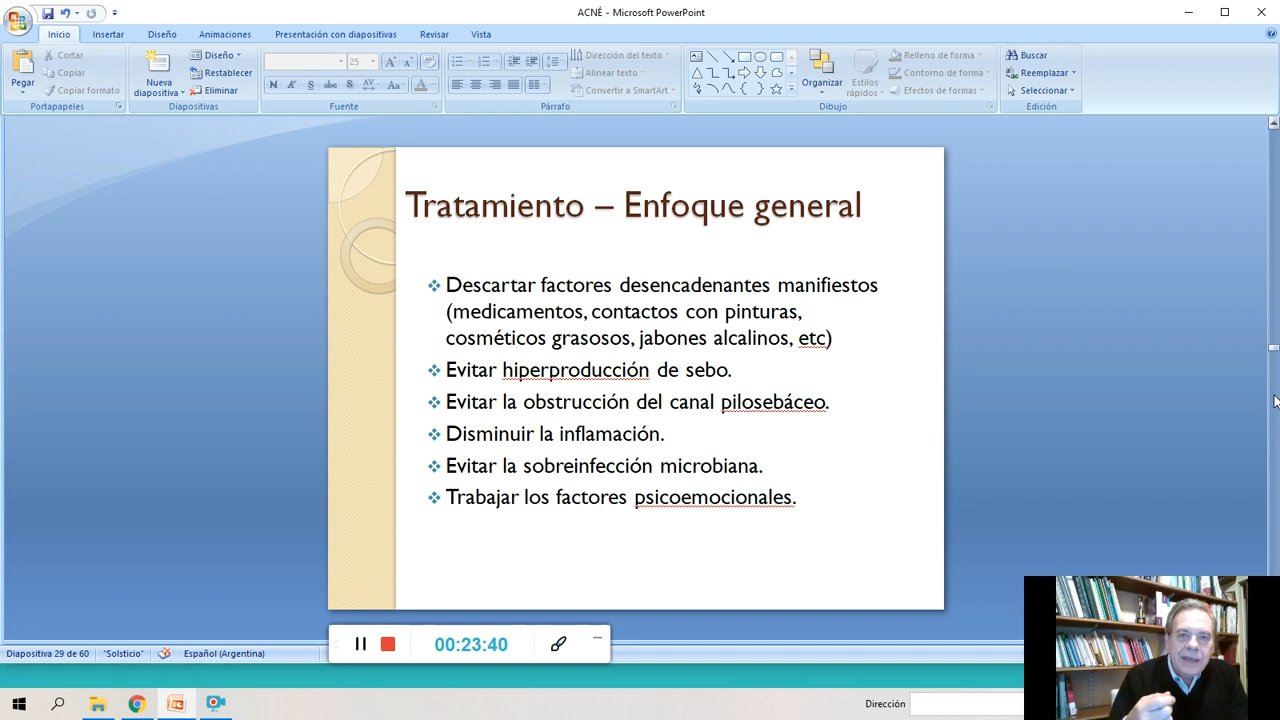 ACNÉ - Microsoft PowerPoint
Inicio Insertar Diseño Animaciones Presentación con diapositivas Revisar Vista
Pegar
Cortar
Copiar
Copiar formato
Portapapeles
Nueva
diapositiva
Diseño
Restablecer
Eliminar
Diapositivas
25
N K S abc S AV Aa A
Fuente
Dirección del texto
Alinear texto
Convertir a SmartArt
Párrafo
Organizar
Estilos
rápidos
Relleno de forma
Contorno de forma
Efectos de formas
Dibujo
Buscar
Reemplazar
Seleccionar
Edición
Tratamiento – Enfoque general
Descartar factores desencadenantes manifiestos
(medicamentos, contactos con pinturas,
cosméticos grasosos, jabones alcalinos, etc)
Evitar hiperproducción de sebo.
Evitar la obstrucción del canal pilosebáceo.
Disminuir la inflamación.
Evitar la sobreinfección microbiana.
Trabajar los factores psicoemocionales.
00:23:40
Diapositiva 29 de 60 "Solsticio" Español (Argentina)
Dirección